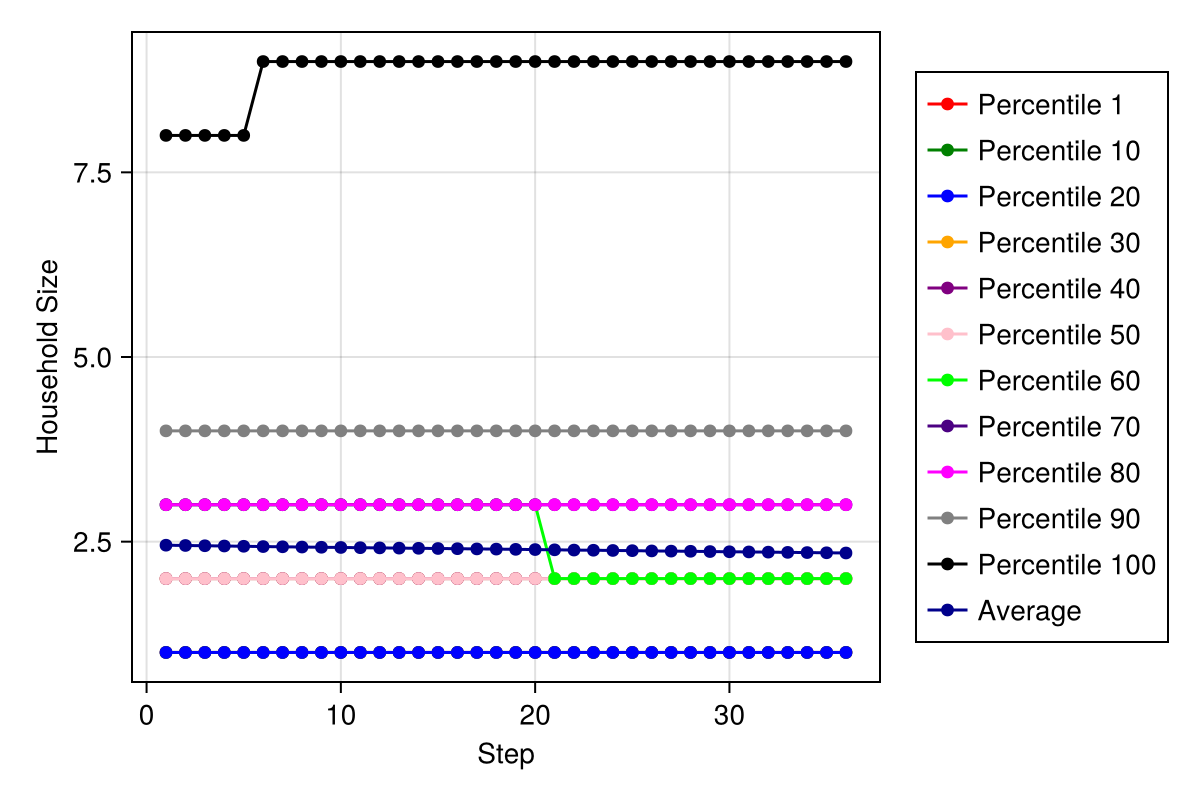 7.5
5.0
2.5
Household Size
0
10
20
30
Step
Percentile 1
Percentile 10
Percentile 20
Percentile 30
Percentile 40
Percentile 50
Percentile 60
Percentile 70
Percentile 80
Percentile 90
Percentile 100
Average